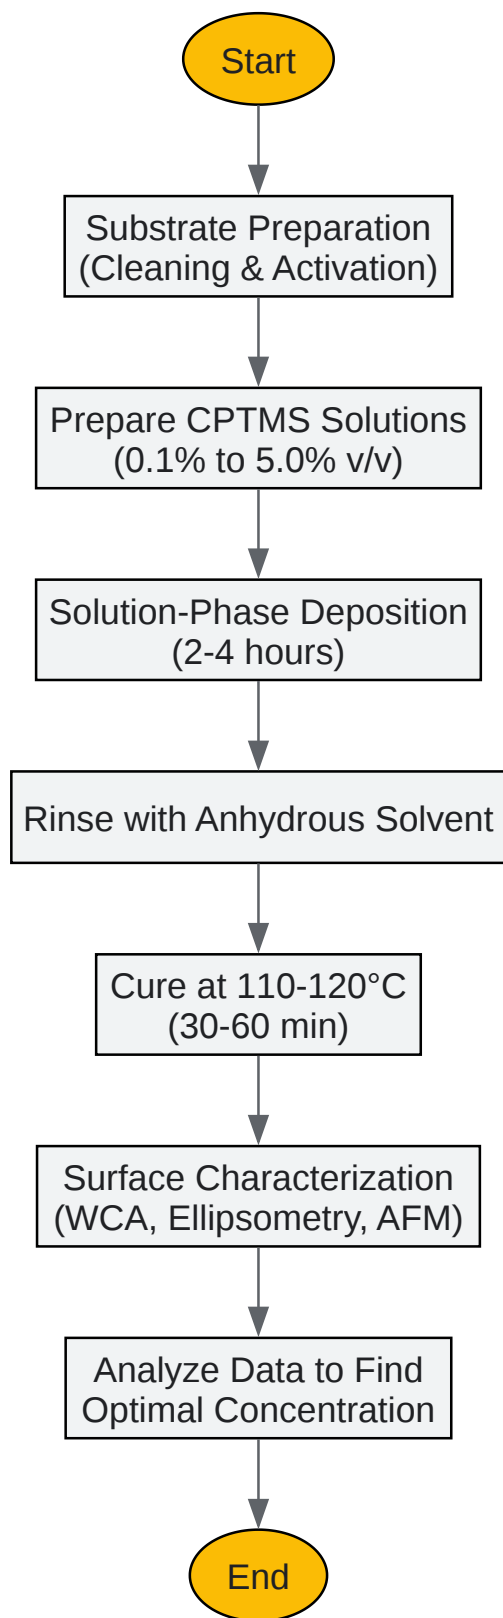 Start
Substrate Preparation
(Cleaning & Activation)
Prepare CPTMS Solutions
(0.1% to 5.0% v/v)
Solution-Phase Deposition
(2-4 hours)
Rinse with Anhydrous Solvent
Cure at 110-120°C
(30-60 min)
Surface Characterization
(WCA, Ellipsometry, AFM)
Analyze Data to Find
Optimal Concentration
End